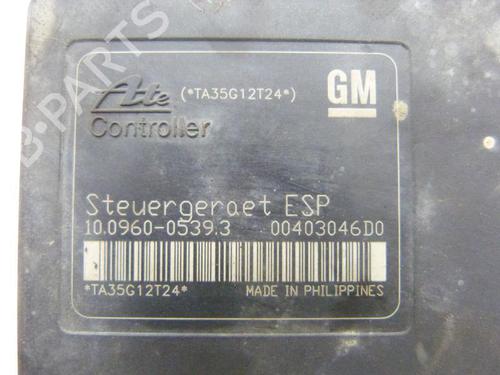 B-PARTS
Ate (*TA35G12T24*) GM
Controller
Steuergeraet ESP
10.0960-0539.3 00403046D0
*TA35G12T24* MADE IN PHILIPPINES